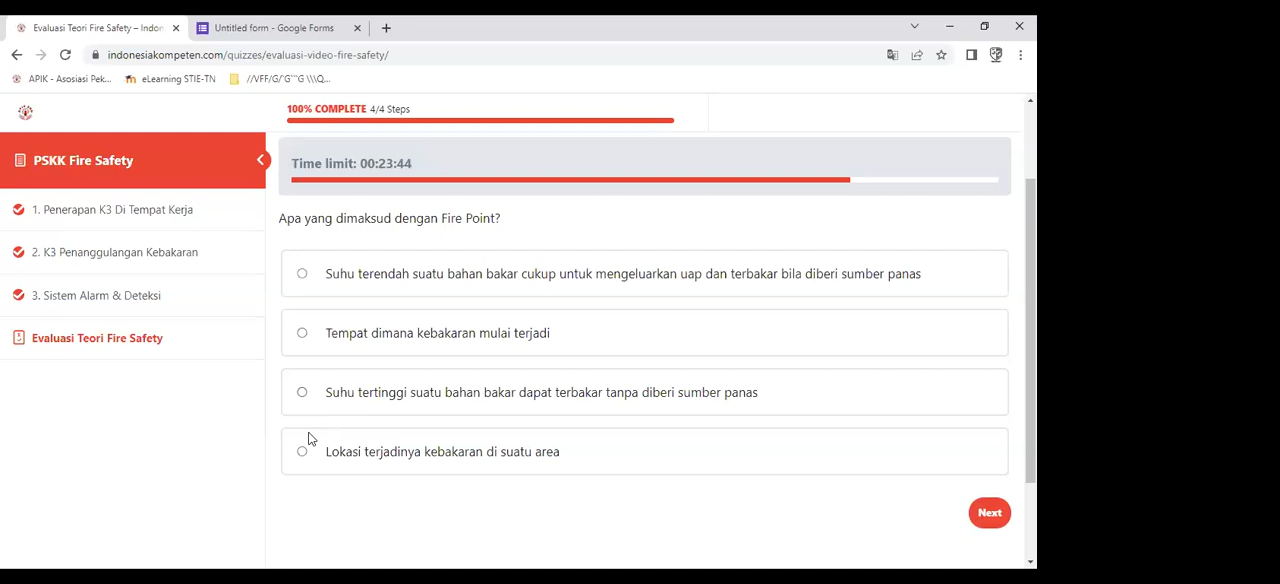 Evaluasi Teori Fire Safety – Indon
Untitled form - Google Forms
indonesiakompeten.com/quizzes/evaluasi-video-fire-safety/
APIK - Asosiasi Pek...
eLearning STIE-TN
//VFF/G/'G'''''G \\\Q...
100% COMPLETE 4/4 Steps
PSKK Fire Safety
Time limit: 00:23:44
1. Penerapan K3 Di Tempat Kerja
2. K3 Penanggulangan Kebakaran
3. Sistem Alarm & Deteksi
Evaluasi Teori Fire Safety
Apa yang dimaksud dengan Fire Point?
Suhu terendah suatu bahan bakar cukup untuk mengeluarkan uap dan terbakar bila diberi sumber panas
Tempat dimana kebakaran mulai terjadi
Suhu tertinggi suatu bahan bakar dapat terbakar tanpa diberi sumber panas
Lokasi terjadinya kebakaran di suatu area
Next